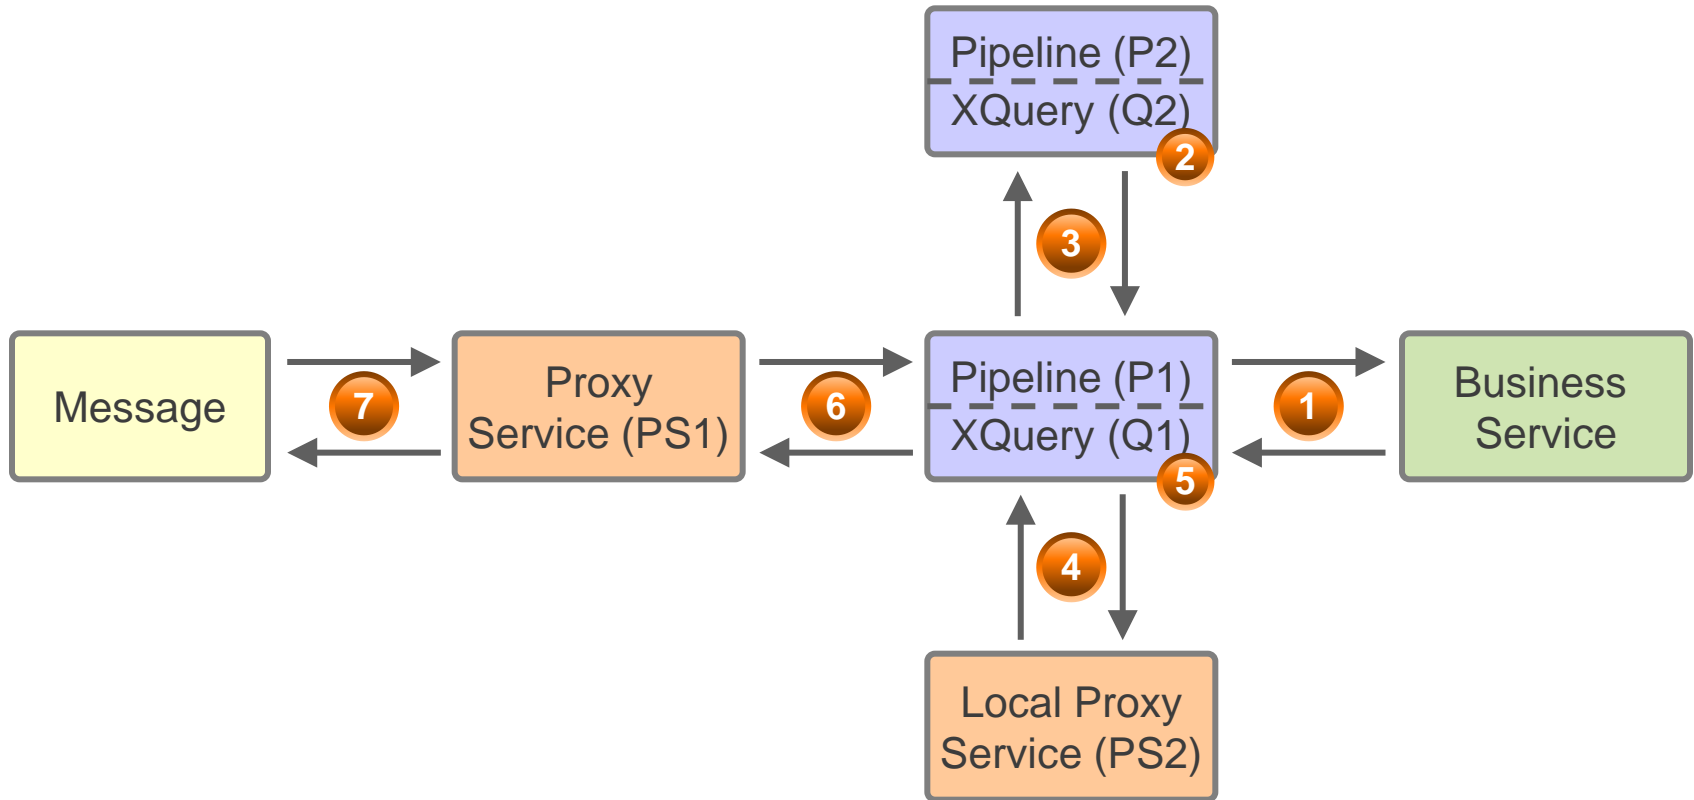 Pipeline (P2)
XQuery (Q2)
2
3
Message
7
Proxy
Service (PS1)
6
Pipeline (P1)
XQuery (Q1)
5
1
Business
Service
4
Local Proxy
Service (PS2)